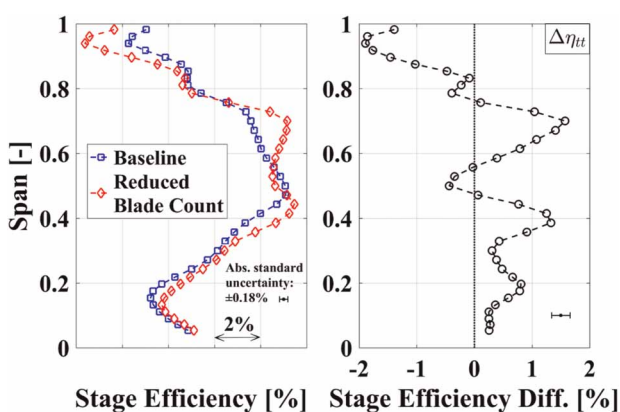 1
0.8
0.6
0.4
0.2
0
Span [-]
Baseline
Reduced
Blade Count
Abs. standard
uncertainty:
±0.18%
2%
Stage Efficiency [%]
1
0.8
0.6
0.4
0.2
0
Δηtt
-2
-1
0
1
2
Stage Efficiency Diff. [%]